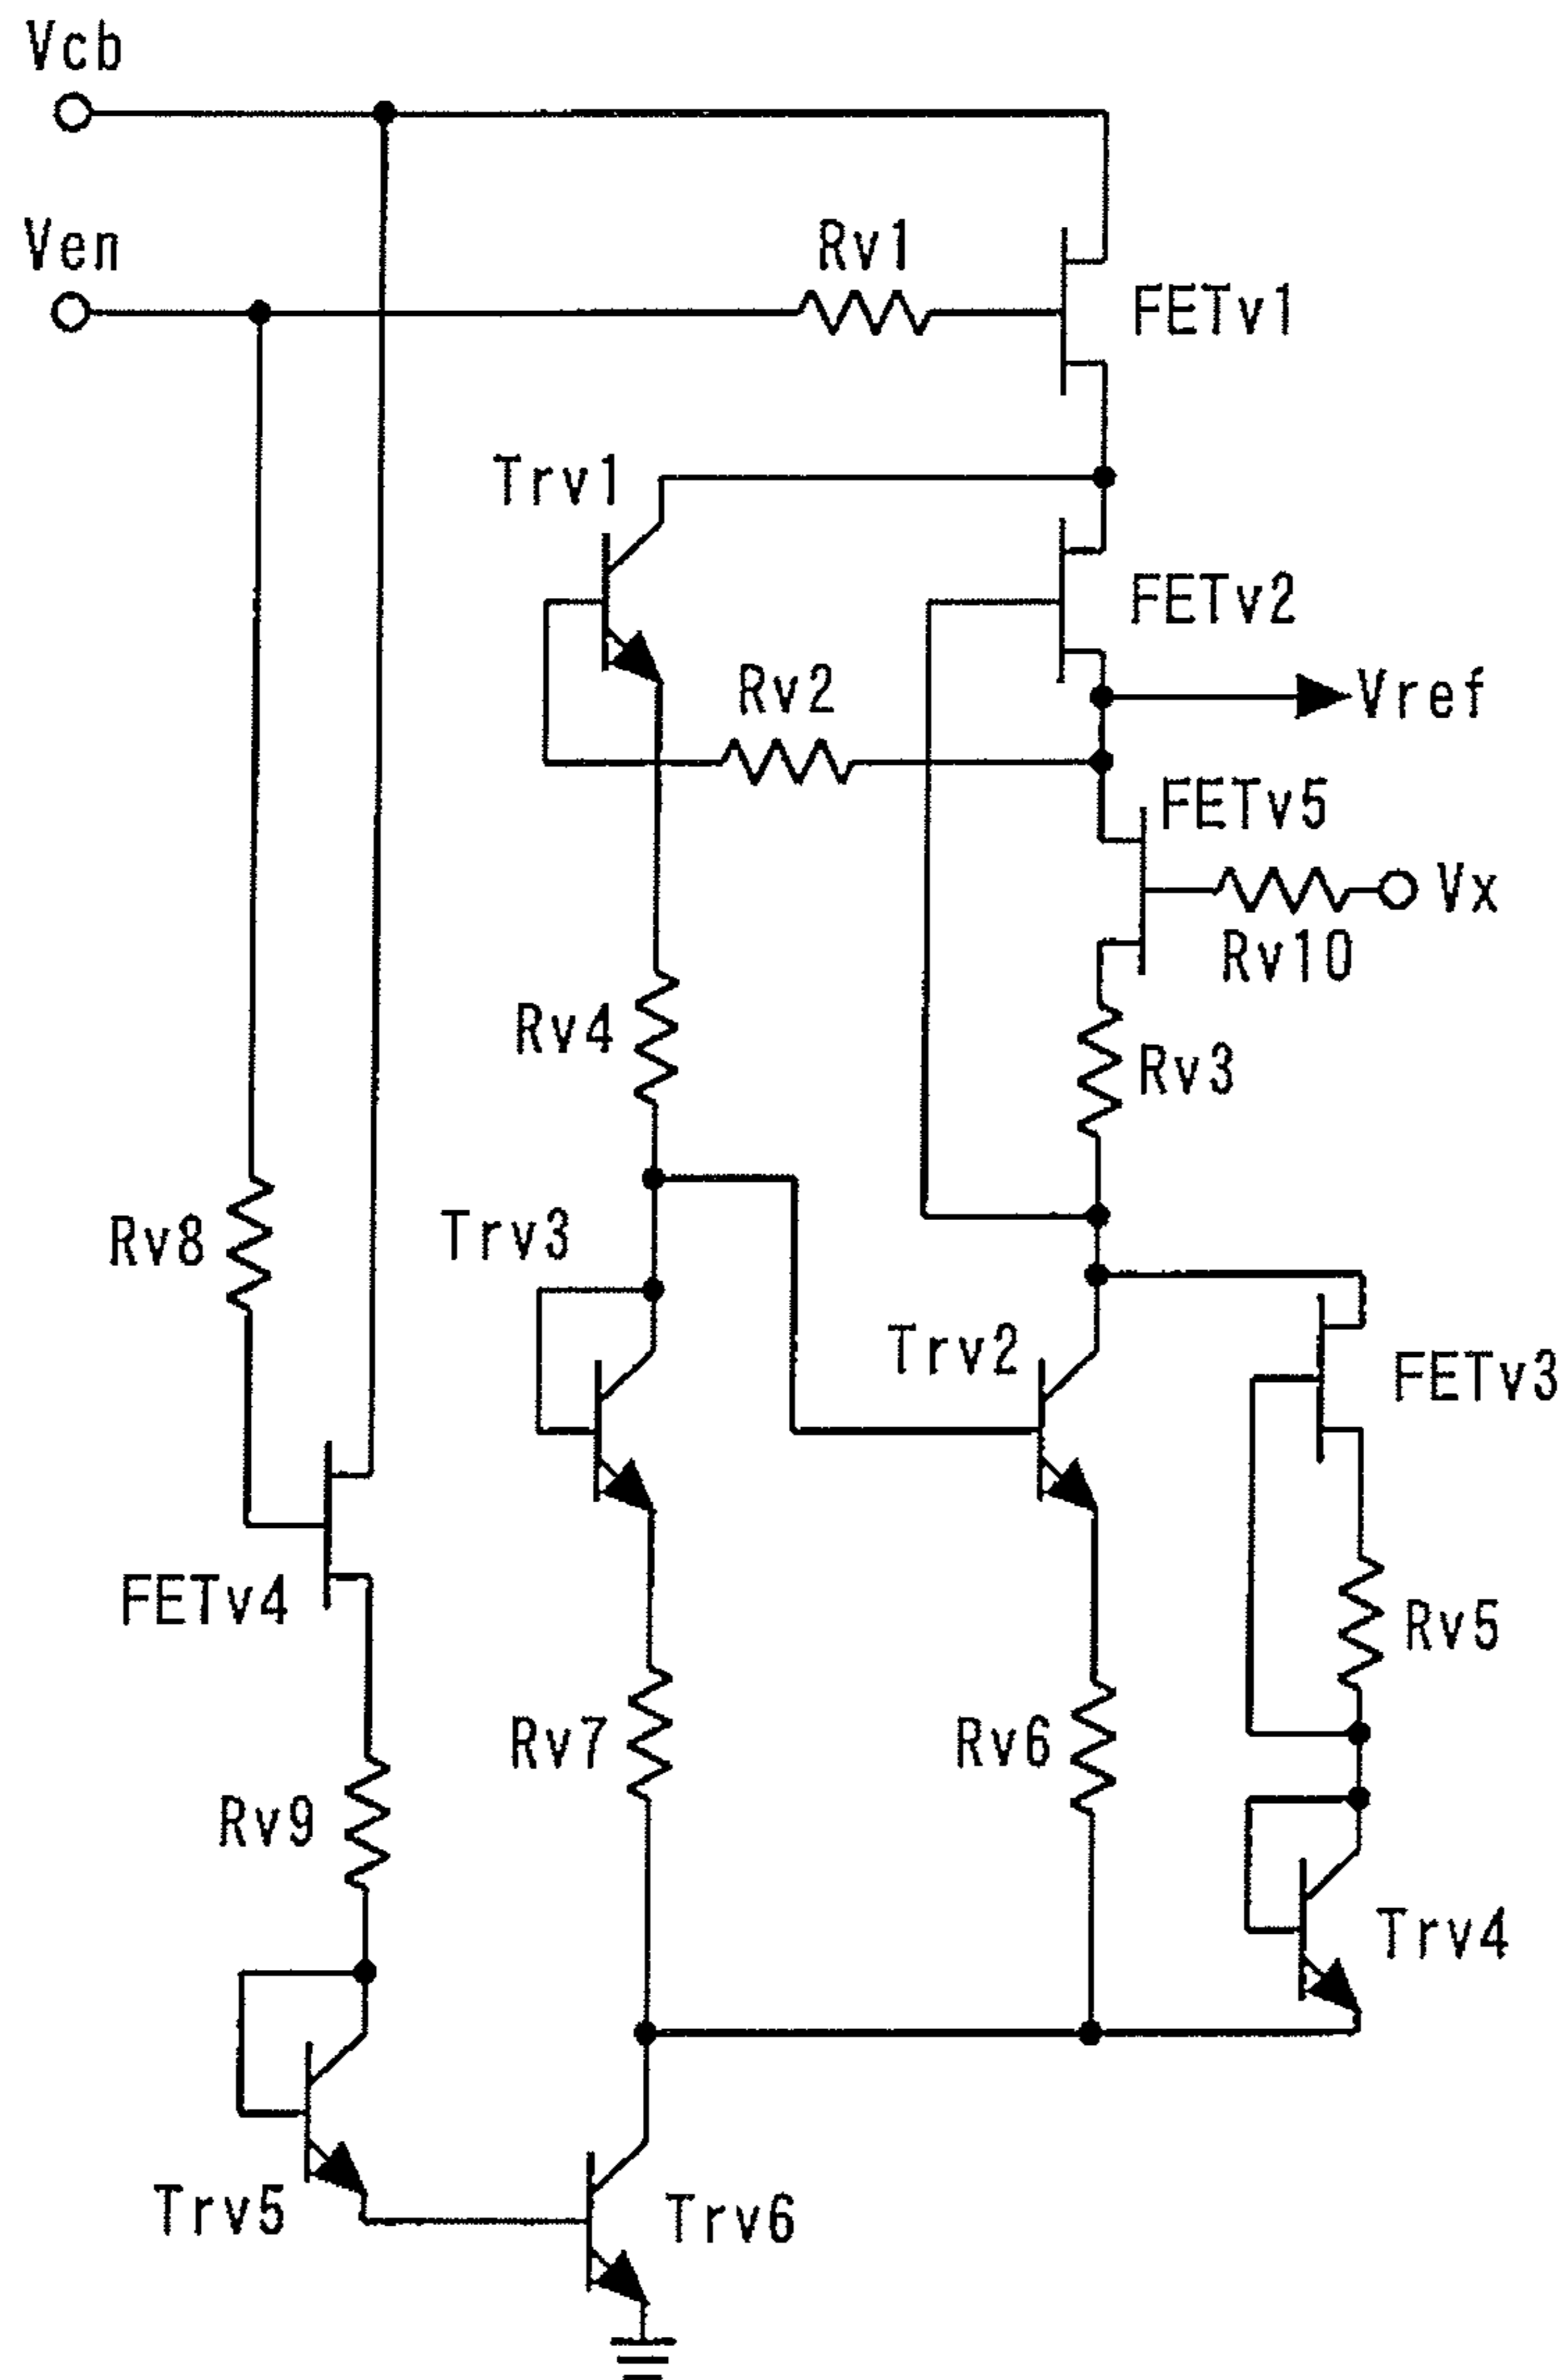 Vcb
Ven
Rv1
FETv1
Trv1
FETv2
Rv2
Vref
FETv5
Vx
Rv10
Rv4
Rv3
Rv8
Trv3
Trv2
FETv3
FETv4
Rv5
Rv7
Rv6
Rv9
Trv4
Trv5
Trv6